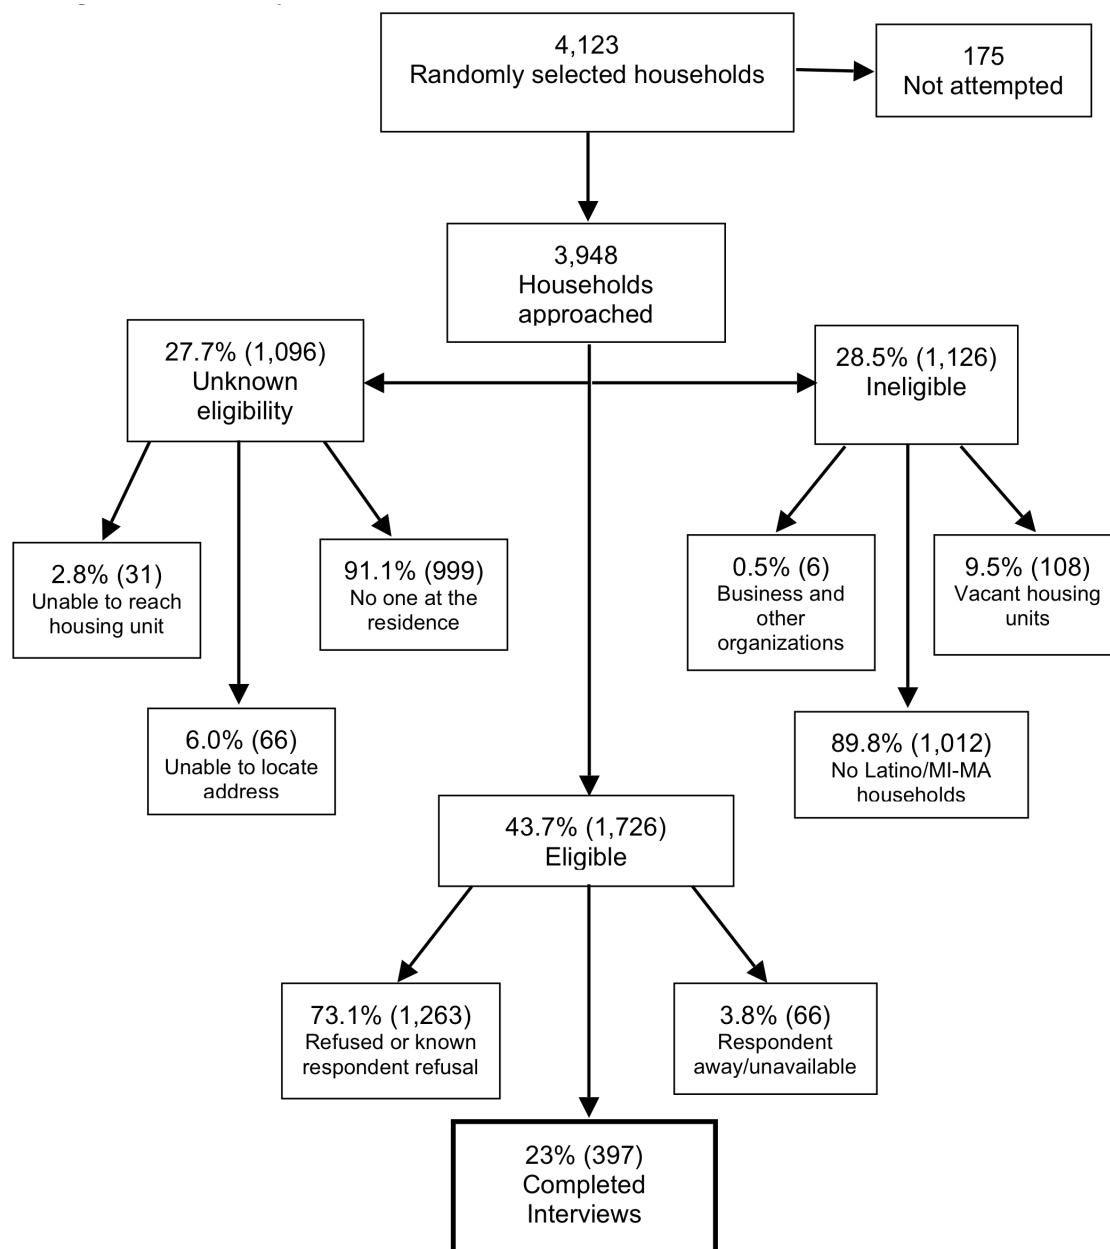 4,123
Randomly selected households
175
Not attempted
3,948
Households
approached
27.7% (1,096)
Unknown
eligibility
28.5% (1,126)
Ineligible
2.8% (31)
Unable to reach
housing unit
91.1% (999)
No one at the
residence
0.5% (6)
Business and
other
organizations
9.5% (108)
Vacant housing
units
6.0% (66)
Unable to locate
address
89.8% (1,012)
No Latino/MI-MA
households
43.7% (1,726)
Eligible
73.1% (1,263)
Refused or known
respondent refusal
3.8% (66)
Respondent
away/unavailable
23% (397)
Completed
Interviews